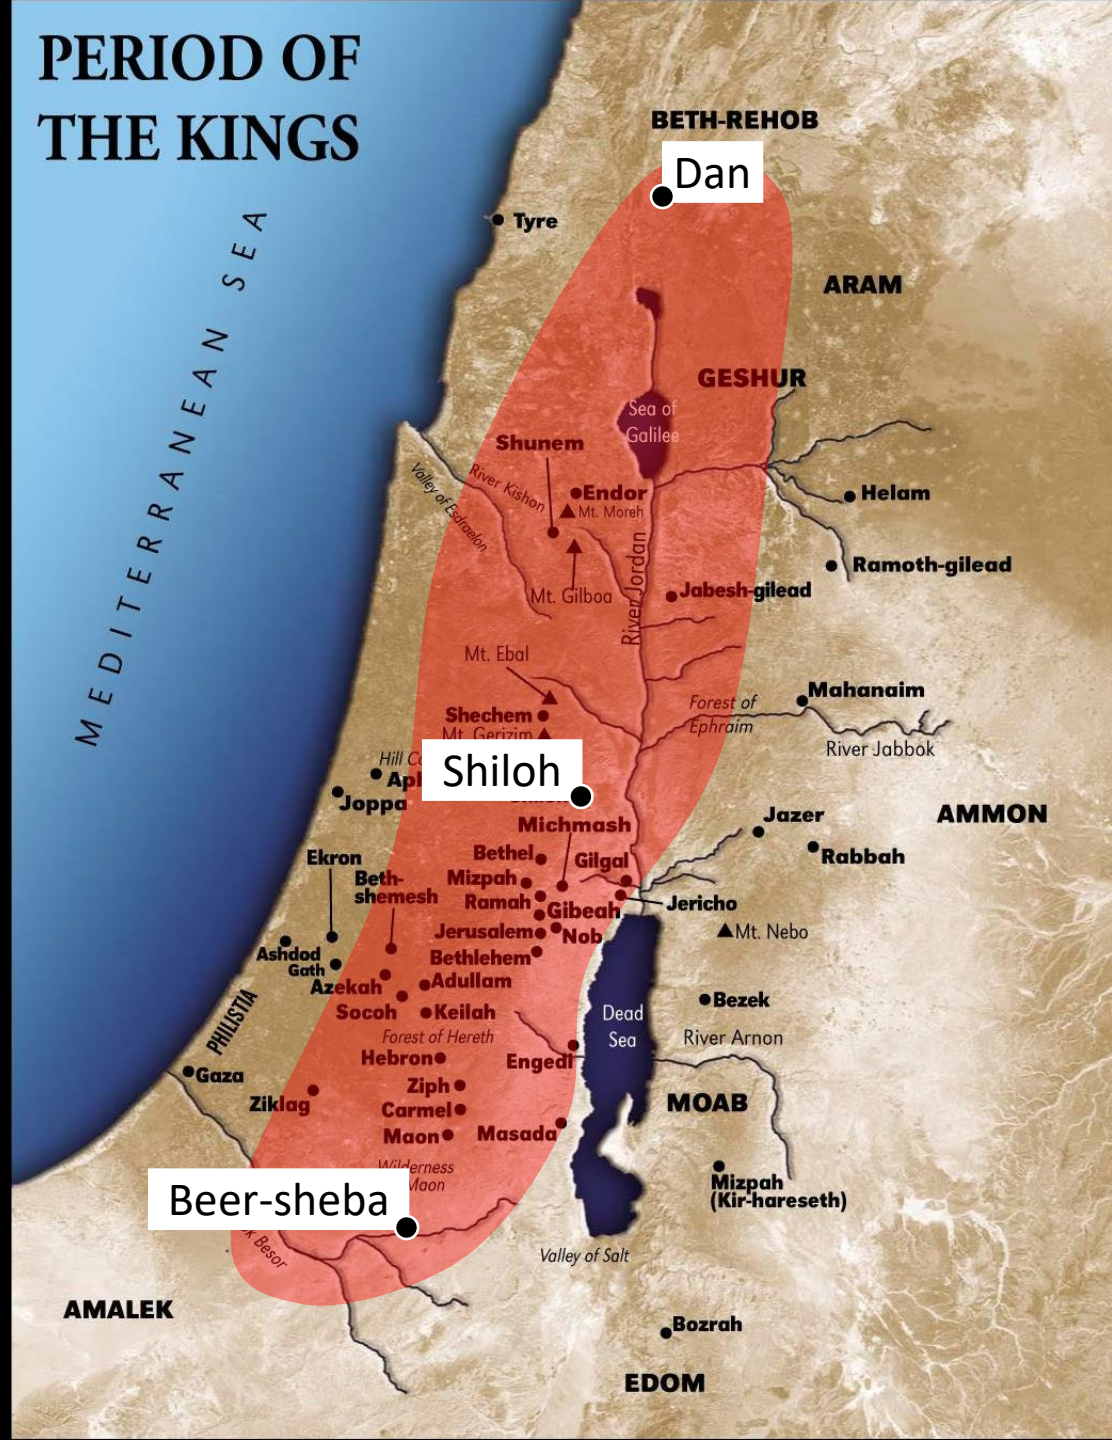 PERIOD OF
THE KINGS
BETH-REHOB
Dan
MEDITERRANEAN SEA
Tyre
ARAM
GESHUR
Sea of
Galilee
Shunem
Valley of Esdraelon
River Kishon
Endor
Mt. Moreh
Helam
River Jordan
Ramoth-gilead
Mt. Gilboa
Jabesh-gilead
Mt. Ebal
Mahanaim
Forest of
Ephraim
Shechem
Mt. Gerizim
River Jabbok
Hill
Shiloh
Joppa
Michmash
Jazer
AMMON
Bethel
Gilgal
Rabbah
Ekron
Beth-
shemesh
Mizpah
Ramah
Gibeah
Jericho
Jerusalem
Nob
Mt. Nebo
Ashdod
Gath
Bethlehem
Azekah
Adullam
Bezek
Socoh
Keilah
Dead
Sea
PHILISTIA
Forest of Hereth
River Arnon
Hebron
Engedi
Gaza
Ziph
Ziklag
Carmel
MOAB
Maon
Masada
Wilderness
Maon
Mizpah
(Kir-hareseth)
Beer-sheba
Besor
Valley of Salt
AMALEK
Bozrah
EDOM